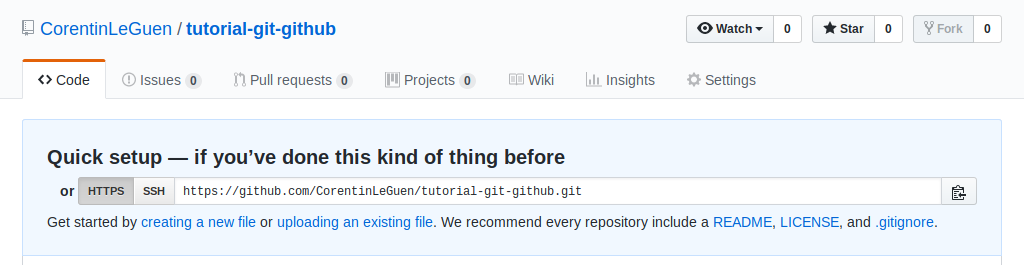 CorentinLeGuen / tutorial-git-github
Watch 0 Star 0 Fork 0
Code Issues 0 Pull requests 0 Projects 0 Wiki Insights Settings
Quick setup — if you’ve done this kind of thing before
or HTTPS SSH https://github.com/CorentinLeGuen/tutorial-git-github.git
Get started by creating a new file or uploading an existing file. We recommend every repository include a README, LICENSE, and .gitignore.